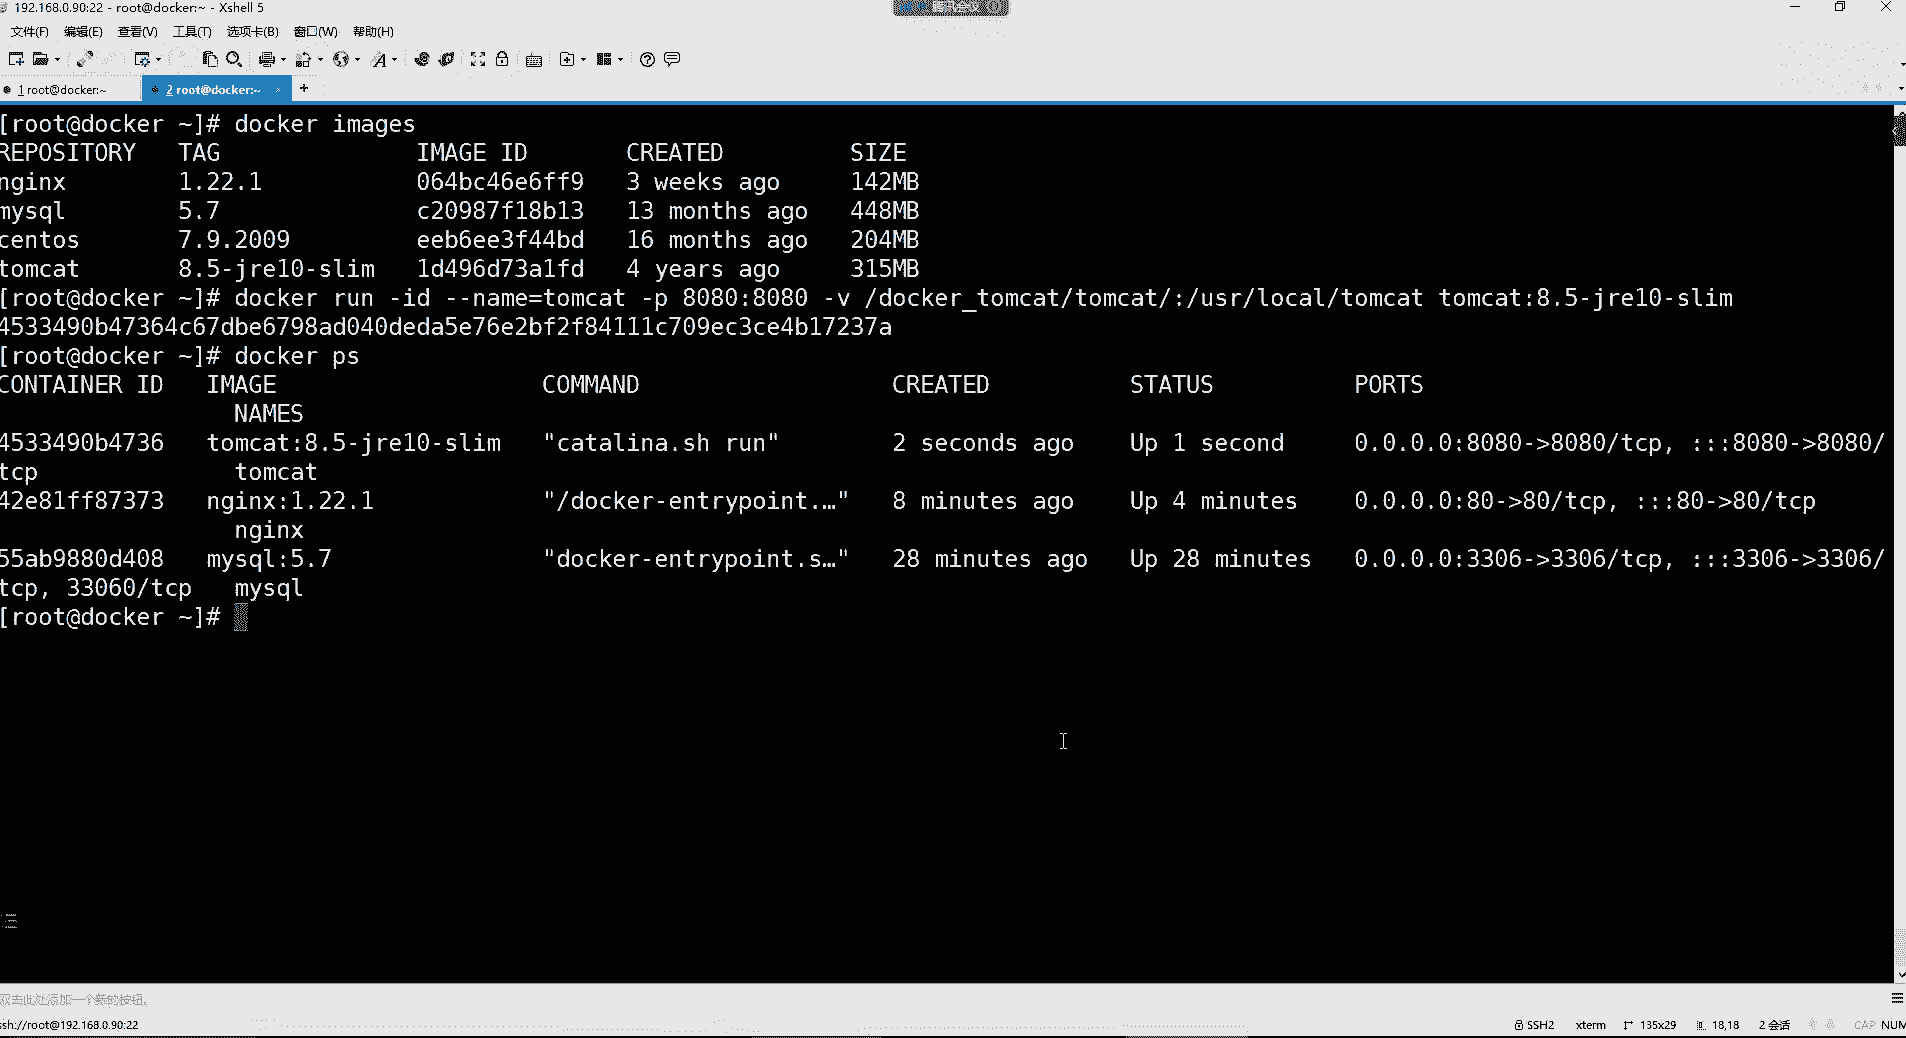 192.168.0.90:22 - root@docker:~ - Xshell 5
腾讯会议
文件(F) 编辑(E) 查看(V) 工具(T) 选项卡(B) 窗口(W) 帮助(H)
1 root@docker:~ 2 root@docker:~ × +
[root@docker ~]# docker images
REPOSITORY TAG IMAGE ID CREATED SIZE
nginx 1.22.1 064bc46e6ff9 3 weeks ago 142MB
mysql 5.7 c20987f18b13 13 months ago 448MB
centos 7.9.2009 eeb6ee3f44bd 16 months ago 204MB
tomcat 8.5-jre10-slim 1d496d73a1fd 4 years ago 315MB
[root@docker ~]# docker run -id --name=tomcat -p 8080:8080 -v /docker_tomcat/tomcat/:/usr/local/tomcat tomcat:8.5-jre10-slim
4533490b47364c67dbe6798ad040deda5e76e2bf2f84111c709ec3ce4b17237a
[root@docker ~]# docker ps
CONTAINER ID IMAGE COMMAND CREATED STATUS PORTS
NAMES
4533490b4736 tomcat:8.5-jre10-slim "catalina.sh run" 2 seconds ago Up 1 second 0.0.0.0:8080->8080/tcp, :::8080->8080/
tcp tomcat
42e81ff87373 nginx:1.22.1 "/docker-entrypoint.…" 8 minutes ago Up 4 minutes 0.0.0.0:80->80/tcp, :::80->80/tcp
nginx
55ab9880d408 mysql:5.7 "docker-entrypoint.s…" 28 minutes ago Up 28 minutes 0.0.0.0:3306->3306/tcp, :::3306->3306/
tcp, 33060/tcp mysql
[root@docker ~]#
双击此处添加一个新的按钮。
ssh://root@192.168.0.90:22 SSH2 xterm 135x29 18,18 2 会话 CAP NUM